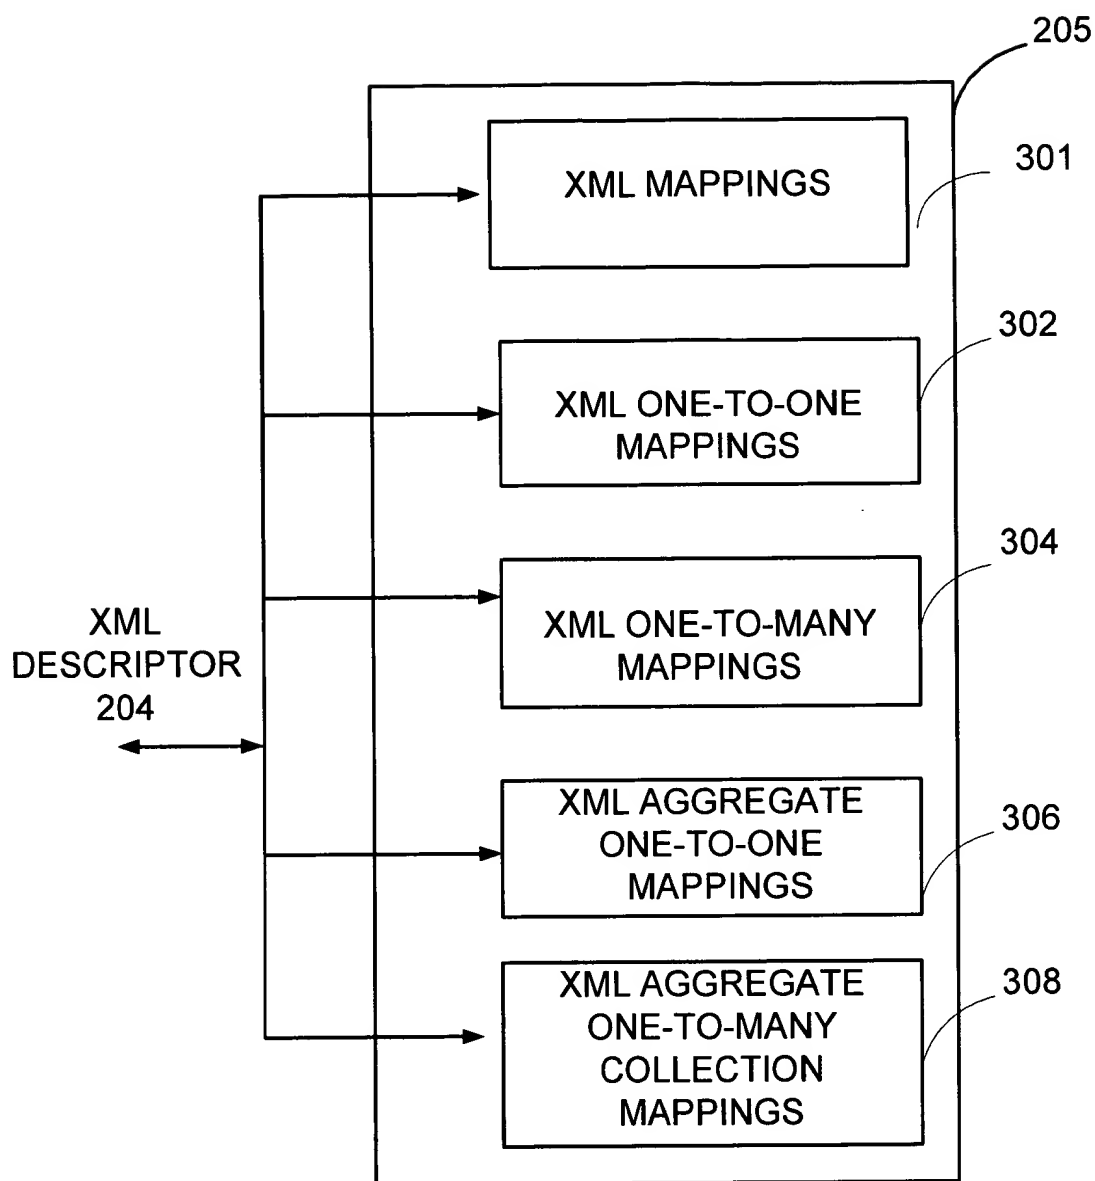 205
XML MAPPINGS
301
302
XML ONE-TO-ONE
MAPPINGS
304
XML ONE-TO-MANY
MAPPINGS
XML
DESCRIPTOR
204
XML AGGREGATE
ONE-TO-ONE
MAPPINGS
306
XML AGGREGATE
ONE-TO-MANY
COLLECTION
MAPPINGS
308